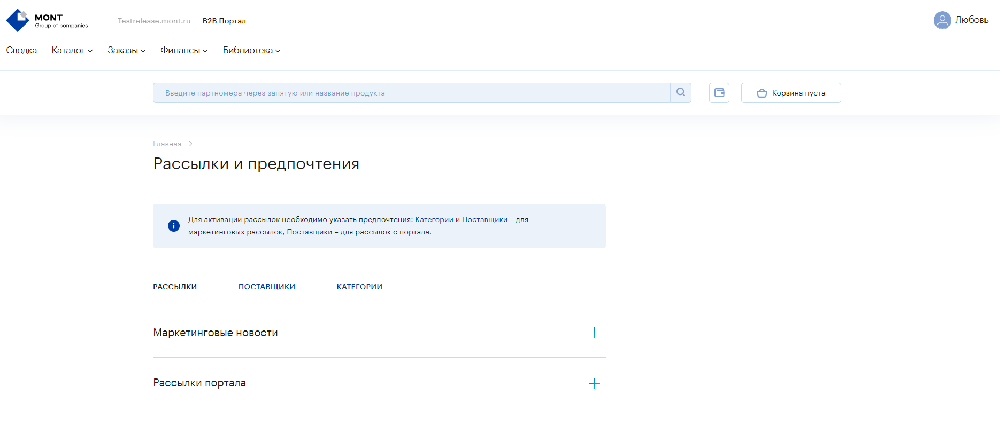 MONT
Group of companies
Testrelease.mont.ru
B2B Портал
Любовь
Сводка
Каталог
Заказы
Финансы
Библиотека
Введите партномера через запятую или название продукта
Корзина пуста
Главная
Рассылки и предпочтения
Для активации рассылок необходимо указать предпочтения: Категории и Поставщики – для
маркетинговых рассылок, Поставщики – для рассылок с портала.
РАССЫЛКИ
ПОСТАВЩИКИ
КАТЕГОРИИ
Маркетинговые новости
Рассылки портала